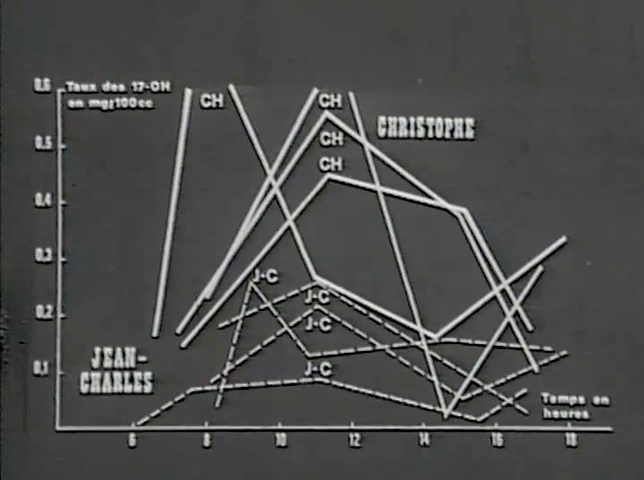 0.6 Taux des 17-OH
en mg/100cc
CH
CH
CHRISTOPHE
0.5
CH
CH
0.4
0.3
J-C
J-C
0.2
J-C
JEAN-
CHARLES
0.1
J-C
Temps en
heures
6 8 10 12 14 16 18